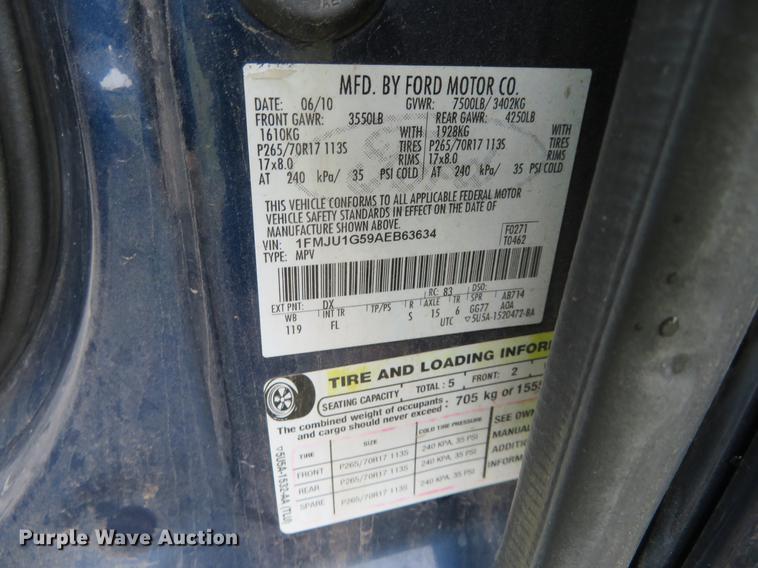 MFD. BY FORD MOTOR CO.
DATE: 06/10 GVWR: 7500LB/ 3402KG
FRONT GAWR: 3550LB REAR GAWR: 4250LB
1610KG WITH 1928KG WITH
P265/70R17 113S TIRES P265/70R17 113S TIRES
17x8.0 RIMS 17x8.0 RIMS
AT 240 kPa/ 35 PSI COLD AT 240 kPa/ 35 PSI COLD
THIS VEHICLE CONFORMS TO ALL APPLICABLE FEDERAL MOTOR
VEHICLE SAFETY STANDARDS IN EFFECT ON THE DATE OF
MANUFACTURE SHOWN ABOVE.
VIN: 1FMJU1G59AEB63634 F0271
TYPE: MPV T0462
EXT PNT: DX RC: 83 DSO:
WB INT TR TP/PS R AXLE TR SPR AB714
119 FL S 15 6 GG77 AOA
UTC ▽5U5A-1520472-BA
TIRE AND LOADING INFOR
SEATING CAPACITY TOTAL: 5 FRONT: 2
The combined weight of occupants
and cargo should never exceed 705 kg or 1555
TIRE SIZE COLD TIRE PRESSURE
FRONT P265/70R17 113S 240 KPA, 35 PSI
REAR P265/70R17 113S 240 KPA, 35 PSI
SPARE P265/70R17 113S 240 KPA, 35 PSI
SEE OWN
MANUAL
ADDITIO
INFORM
▽5U5A-1532-AA (TLU)
Purple Wave Auction